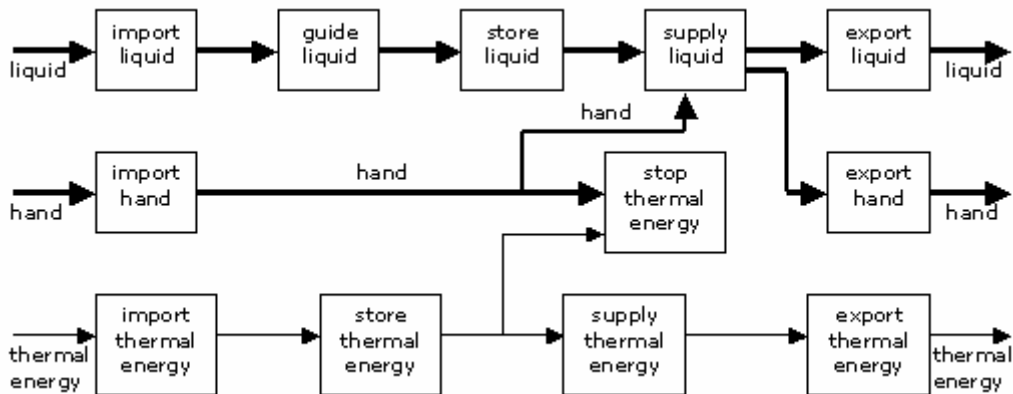 import
liquid
guide
liquid
store
liquid
supply
liquid
export
liquid
liquid
liquid
hand
import
hand
hand
stop
thermal
energy
export
hand
hand
hand
import
thermal
energy
store
thermal
energy
supply
thermal
energy
export
thermal
energy
thermal
energy
thermal
energy